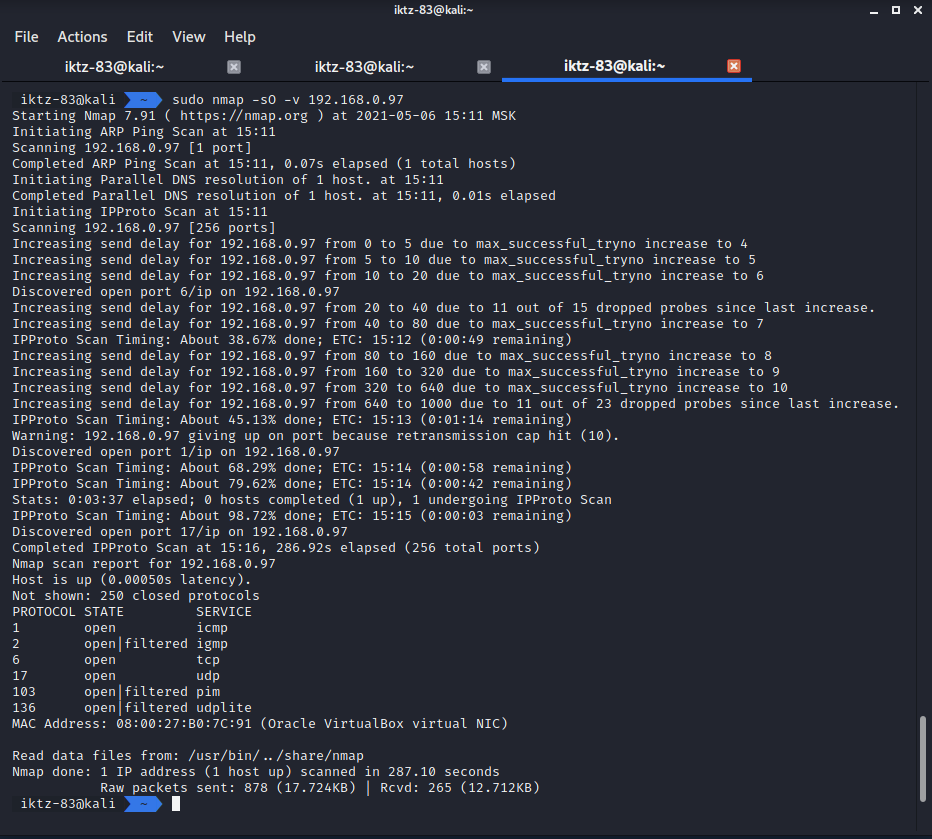 iktz-83@kali:~
File Actions Edit View Help
iktz-83@kali:~ iktz-83@kali:~ iktz-83@kali:~
iktz-83@kali ~ sudo nmap -sO -v 192.168.0.97
Starting Nmap 7.91 ( https://nmap.org ) at 2021-05-06 15:11 MSK
Initiating ARP Ping Scan at 15:11
Scanning 192.168.0.97 [1 port]
Completed ARP Ping Scan at 15:11, 0.07s elapsed (1 total hosts)
Initiating Parallel DNS resolution of 1 host. at 15:11
Completed Parallel DNS resolution of 1 host. at 15:11, 0.01s elapsed
Initiating IPProto Scan at 15:11
Scanning 192.168.0.97 [256 ports]
Increasing send delay for 192.168.0.97 from 0 to 5 due to max_successful_tryno increase to 4
Increasing send delay for 192.168.0.97 from 5 to 10 due to max_successful_tryno increase to 5
Increasing send delay for 192.168.0.97 from 10 to 20 due to max_successful_tryno increase to 6
Discovered open port 6/ip on 192.168.0.97
Increasing send delay for 192.168.0.97 from 20 to 40 due to 11 out of 15 dropped probes since last increase.
Increasing send delay for 192.168.0.97 from 40 to 80 due to max_successful_tryno increase to 7
IPProto Scan Timing: About 38.67% done; ETC: 15:12 (0:00:49 remaining)
Increasing send delay for 192.168.0.97 from 80 to 160 due to max_successful_tryno increase to 8
Increasing send delay for 192.168.0.97 from 160 to 320 due to max_successful_tryno increase to 9
Increasing send delay for 192.168.0.97 from 320 to 640 due to max_successful_tryno increase to 10
Increasing send delay for 192.168.0.97 from 640 to 1000 due to 11 out of 23 dropped probes since last increase.
IPProto Scan Timing: About 45.13% done; ETC: 15:13 (0:01:14 remaining)
Warning: 192.168.0.97 giving up on port because retransmission cap hit (10).
Discovered open port 1/ip on 192.168.0.97
IPProto Scan Timing: About 68.29% done; ETC: 15:14 (0:00:58 remaining)
IPProto Scan Timing: About 79.62% done; ETC: 15:14 (0:00:42 remaining)
Stats: 0:03:37 elapsed; 0 hosts completed (1 up), 1 undergoing IPProto Scan
IPProto Scan Timing: About 98.72% done; ETC: 15:15 (0:00:03 remaining)
Discovered open port 17/ip on 192.168.0.97
Completed IPProto Scan at 15:16, 286.92s elapsed (256 total ports)
Nmap scan report for 192.168.0.97
Host is up (0.00050s latency).
Not shown: 250 closed protocols
PROTOCOL STATE         SERVICE
1        open          icmp
2        open|filtered igmp
6        open          tcp
17       open          udp
103      open|filtered pim
136      open|filtered udplite
MAC Address: 08:00:27:B0:7C:91 (Oracle VirtualBox virtual NIC)
Read data files from: /usr/bin/../share/nmap
Nmap done: 1 IP address (1 host up) scanned in 287.10 seconds
Raw packets sent: 878 (17.724KB) | Rcvd: 265 (12.712KB)
iktz-83@kali ~